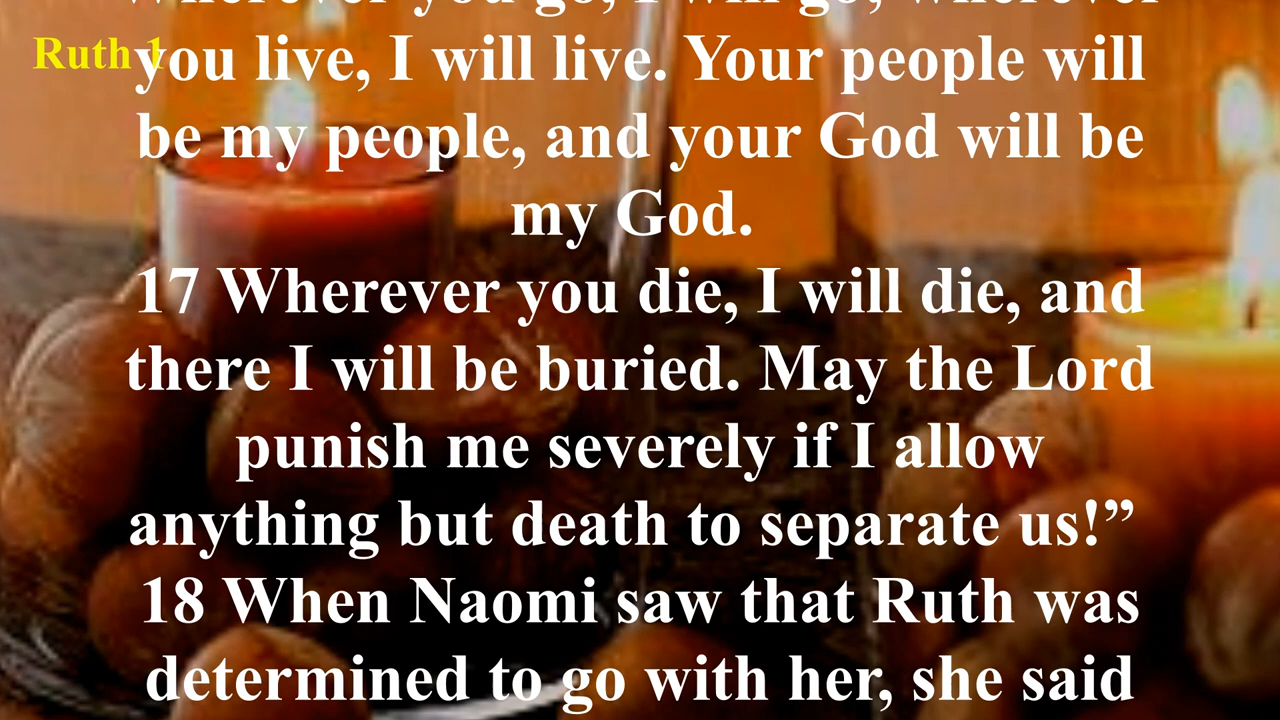 Wherever you go, I will go; wherever
Ruth 1
you live, I will live. Your people will
be my people, and your God will be
my God.
17 Wherever you die, I will die, and
there I will be buried. May the Lord
punish me severely if I allow
anything but death to separate us!”
18 When Naomi saw that Ruth was
determined to go with her, she said